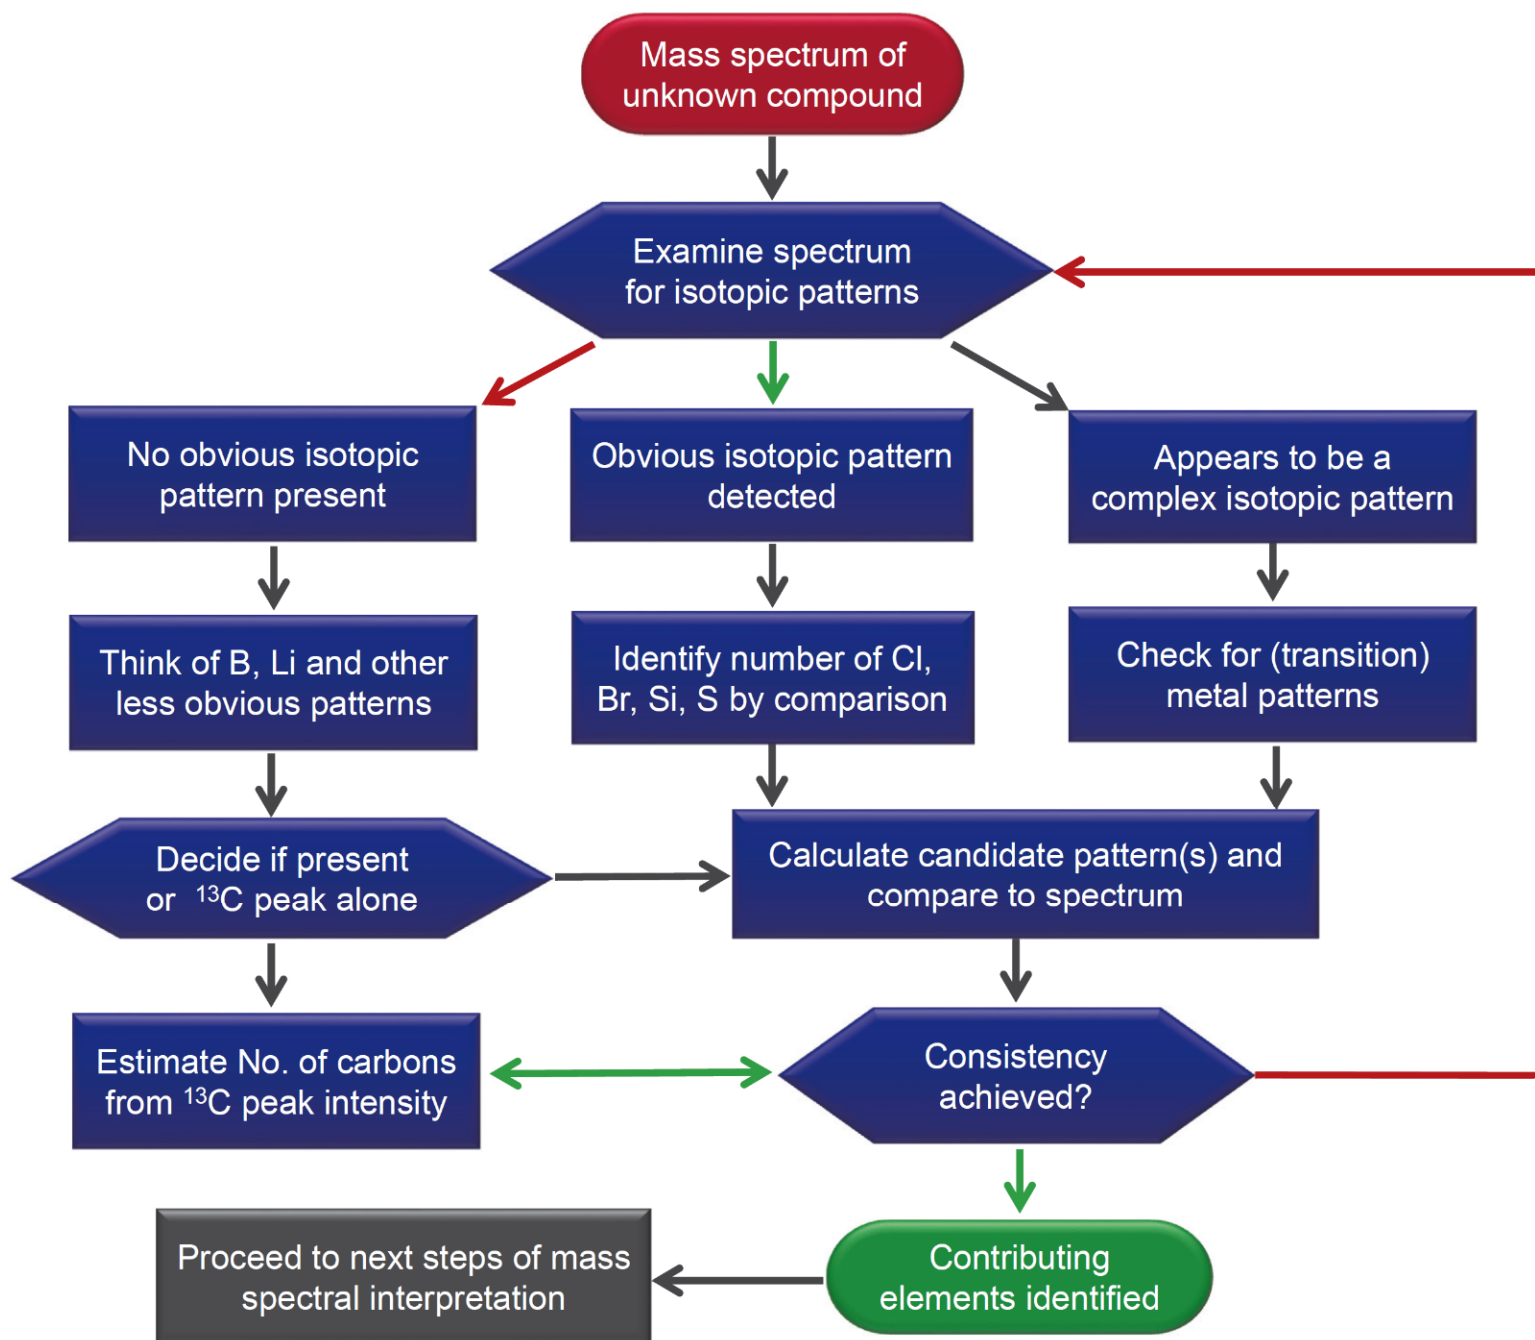 Mass spectrum of
unknown compound
Examine spectrum
for isotopic patterns
No obvious isotopic
pattern present
Obvious isotopic pattern
detected
Appears to be a
complex isotopic pattern
Think of B, Li and other
less obvious patterns
Identify number of Cl,
Br, Si, S by comparison
Check for (transition)
metal patterns
Decide if present
or ¹³C peak alone
Calculate candidate pattern(s) and
compare to spectrum
Estimate No. of carbons
from ¹³C peak intensity
Consistency
achieved?
Proceed to next steps of mass
spectral interpretation
Contributing
elements identified